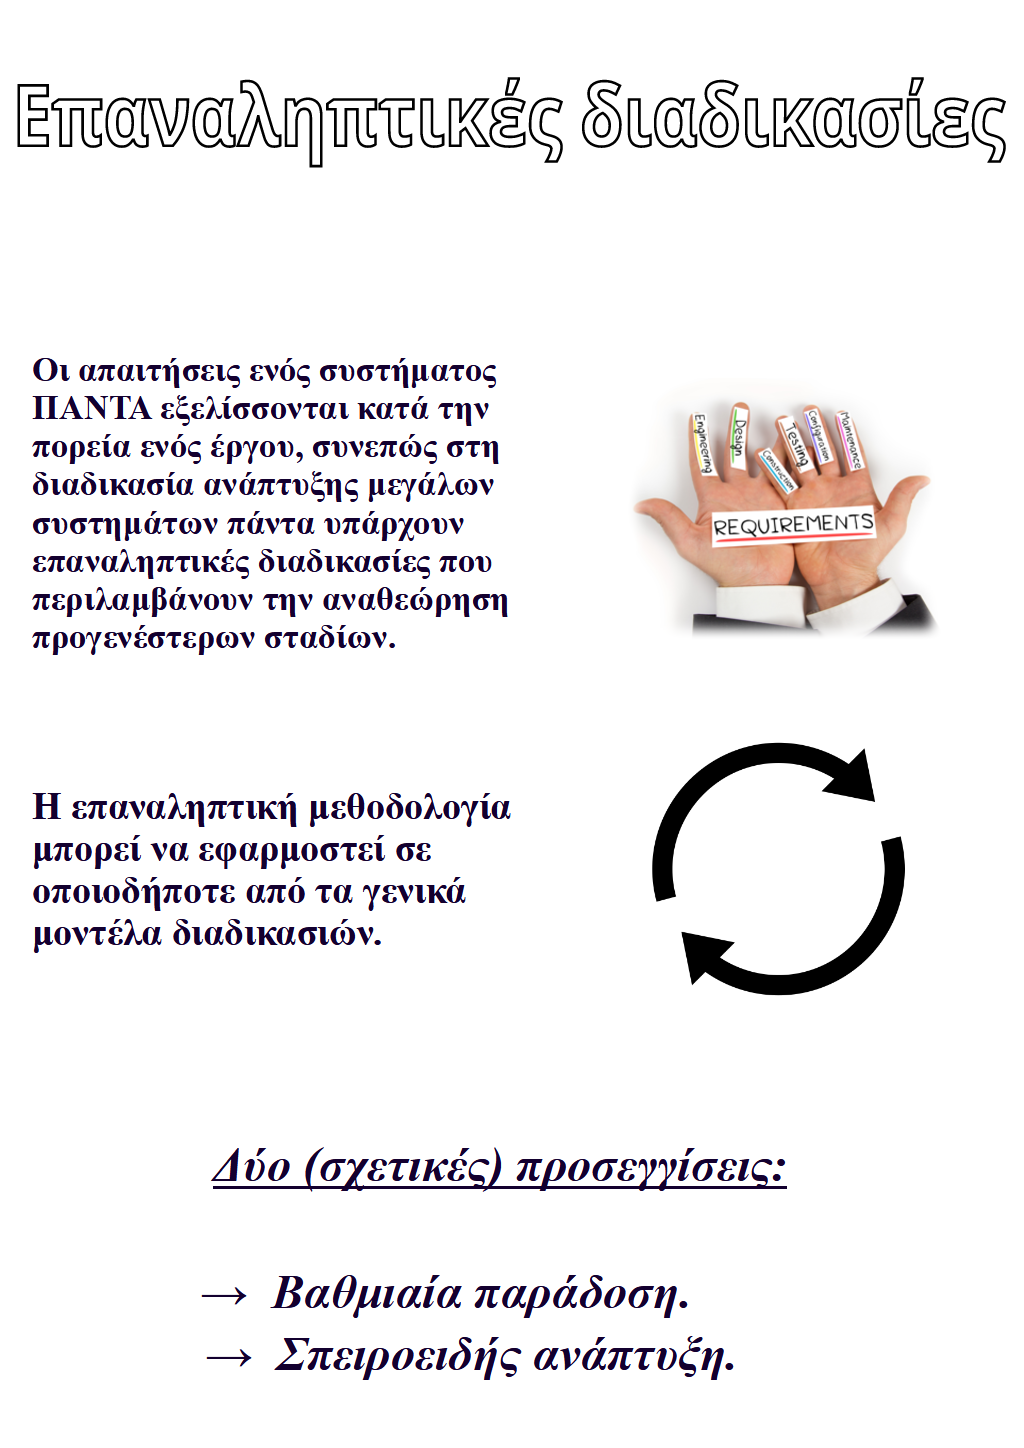 Επαναληπτικές διαδικασίες
Οι απαιτήσεις ενός συστήματος
ΠΑΝΤΑ εξελίσσονται κατά την
πορεία ενός έργου, συνεπώς στη
διαδικασία ανάπτυξης μεγάλων
συστημάτων πάντα υπάρχουν
επαναληπτικές διαδικασίες που
περιλαμβάνουν την αναθεώρηση
προγενέστερων σταδίων.
Engineering
Design
Construction
Testing
Configuration
Maintenance
REQUIREMENTS
Η επαναληπτική μεθοδολογία
μπορεί να εφαρμοστεί σε
οποιοδήποτε από τα γενικά
μοντέλα διαδικασιών.
Δύο (σχετικές) προσεγγίσεις:
→ Βαθμιαία παράδοση.
→ Σπειροειδής ανάπτυξη.